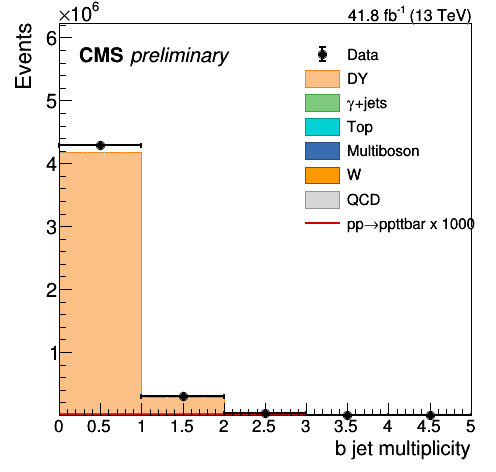 ×10⁶
41.8 fb⁻¹ (13 TeV)
Events
CMS preliminary
Data
DY
γ+jets
Top
Multiboson
W
QCD
pp→ppttbar x 1000
6
5
4
3
2
1
0 0.5 1 1.5 2 2.5 3 3.5 4 4.5 5
b jet multiplicity